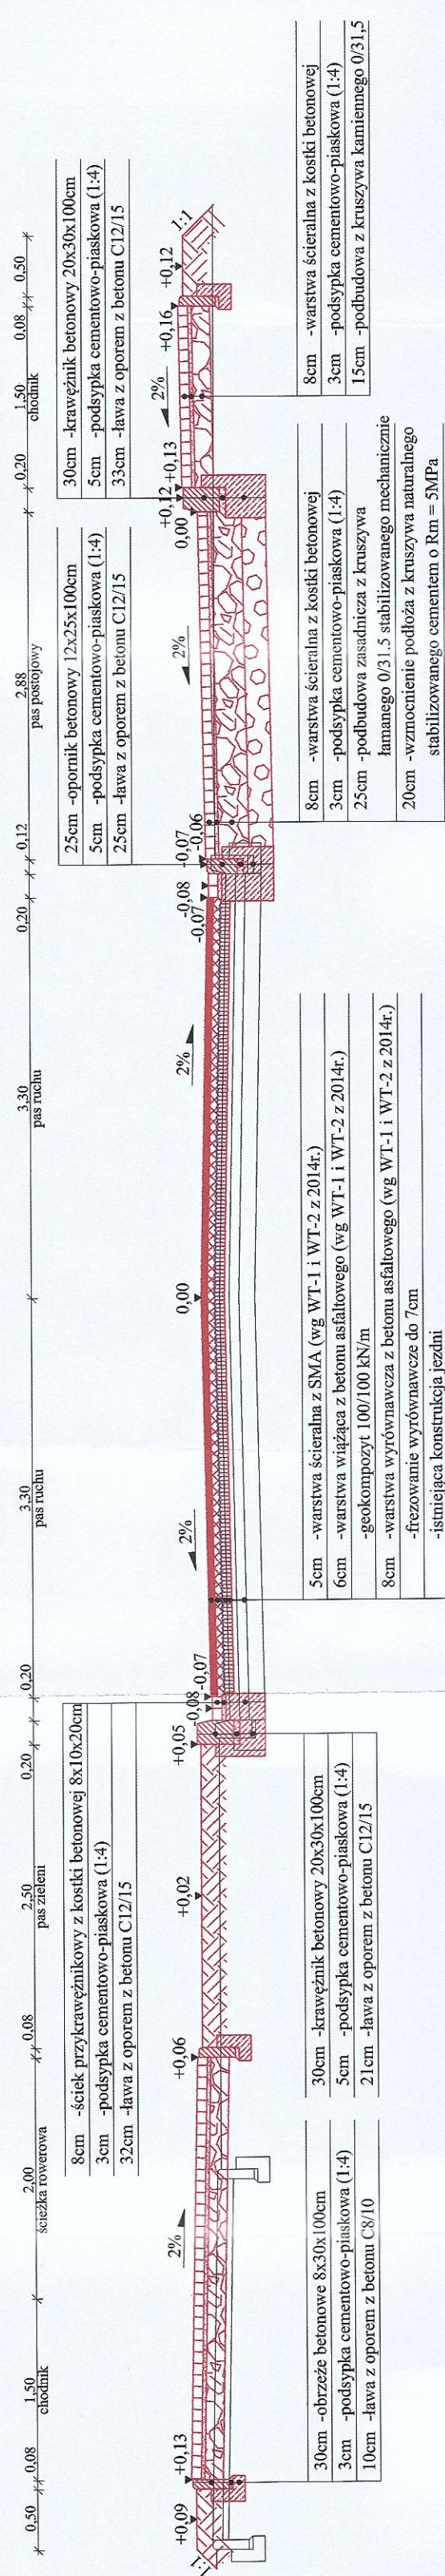 0,50 0,08 1,50 2,00 0,08 2,50 0,20 0,20 3,30 3,30 0,20 0,12 2,88 0,20 1,50 0,08 0,50
chodnik ścieżka rowerowa pas zieleni pas ruchu pas ruchu pas postojowy chodnik
8cm -ściek przykrawężnikowy z kostki betonowej 8x10x20cm
3cm -podsypka cementowo-piaskowa (1:4)
32cm -ława z oporem z betonu C12/15
25cm -opornik betonowy 12x25x100cm
5cm -podsypka cementowo-piaskowa (1:4)
25cm -ława z oporem z betonu C12/15
30cm -krawężnik betonowy 20x30x100cm
5cm -podsypka cementowo-piaskowa (1:4)
33cm -ława z oporem z betonu C12/15
1:1
+0,09
+0,13
2%
+0,06
+0,02
+0,05
-0,08
-0,07
2%
0,00
2%
-0,07
-0,08
-0,07
-0,06
2%
0,00
+0,12
+0,13
2%
+0,16
+0,12
1:1
30cm -obrzeże betonowe 8x30x100cm
3cm -podsypka cementowo-piaskowa (1:4)
10cm -ława z oporem z betonu C8/10
30cm -krawężnik betonowy 20x30x100cm
5cm -podsypka cementowo-piaskowa (1:4)
21cm -ława z oporem z betonu C12/15
5cm -warstwa ścieralna z SMA (wg WT-1 i WT-2 z 2014r.)
6cm -warstwa wiążąca z betonu asfaltowego (wg WT-1 i WT-2 z 2014r.)
-geokompozyt 100/100 kN/m
8cm -warstwa wyrównawcza z betonu asfaltowego (wg WT-1 i WT-2 z 2014r.)
-frezowanie wyrównawcze do 7cm
-istniejąca konstrukcja jezdni
8cm -warstwa ścieralna z kostki betonowej
3cm -podsypka cementowo-piaskowa (1:4)
25cm -podbudowa zasadnicza z kruszywa
łamanego 0/31.5 stabilizowanego mechanicznie
20cm -wzmocnienie podłoża z kruszywa naturalnego
stabilizowanego cementem o Rm = 5MPa
8cm -warstwa ścieralna z kostki betonowej
3cm -podsypka cementowo-piaskowa (1:4)
15cm -podbudowa z kruszywa kamiennego 0/31,5